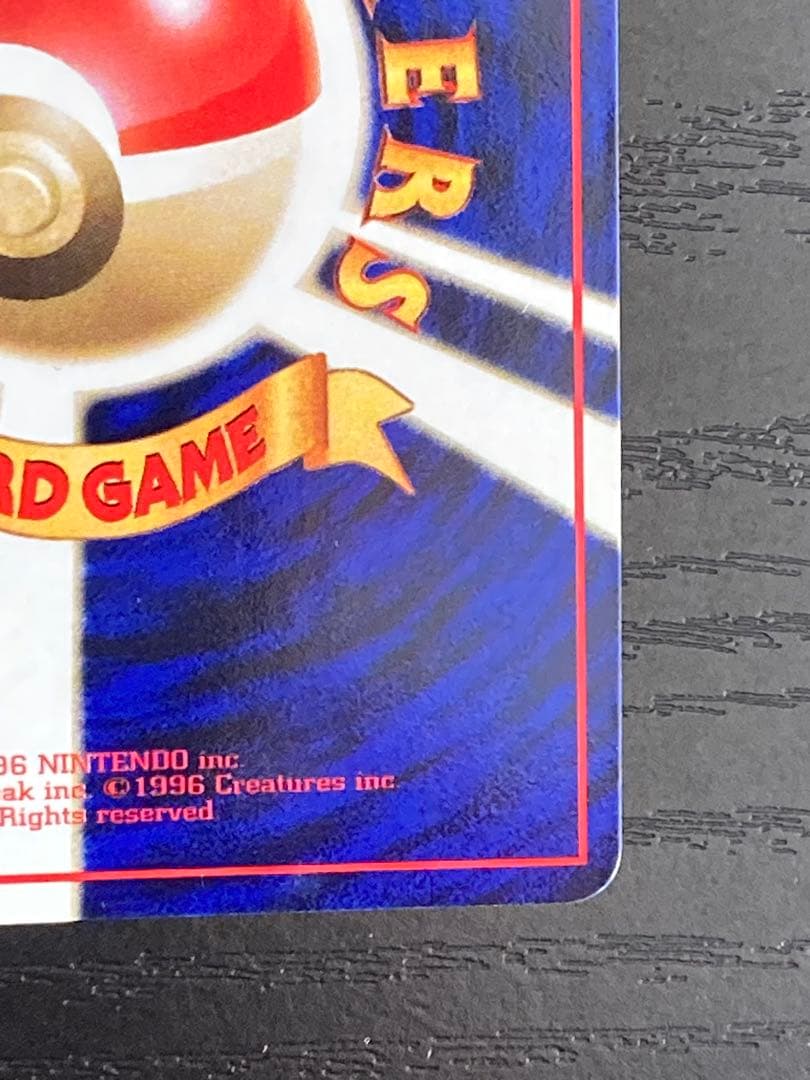 ERS
RD GAME
96 NINTENDO inc.
ak inc. ©1996 Creatures inc.
Rights reserved